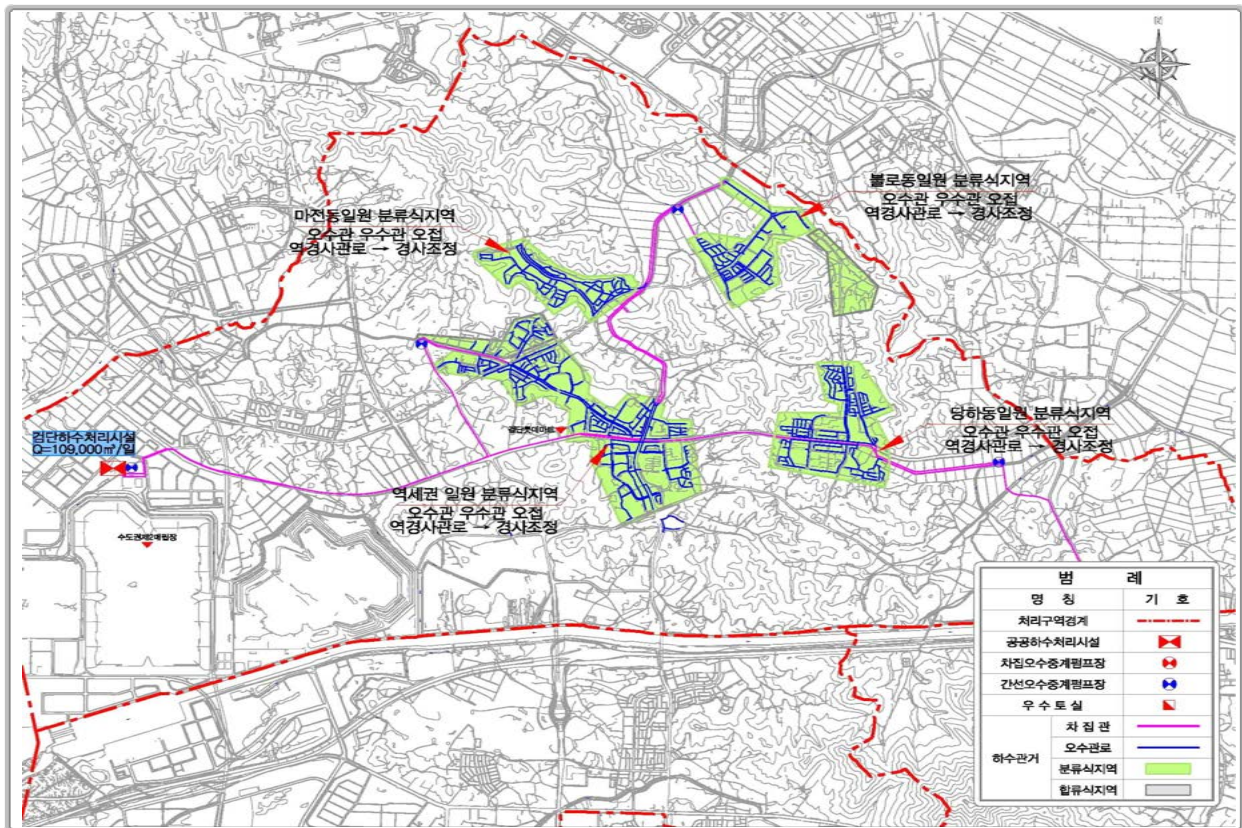 불로동일원 분류식지역
오수관 우수관 오접
역경사관로 → 경사조정
마전동일원 분류식지역
오수관 우수관 오접
역경사관로 → 경사조정
당하동일원 분류식지역
오수관 우수관 오접
역경사관로 → 경사조정
검단롯데마트
검단하수처리시설
Q=109,000㎥/일
역세권 일원 분류식지역
오수관 우수관 오접
역경사관로 → 경사조정
수도권제2매립장
범 례
명 칭 기 호
처리구역경계
공공하수처리시설
차집오수중계펌프장
간선오수중계펌프장
우 수 토 실
하수관거
차 집 관
오수관로
분류식지역
합류식지역